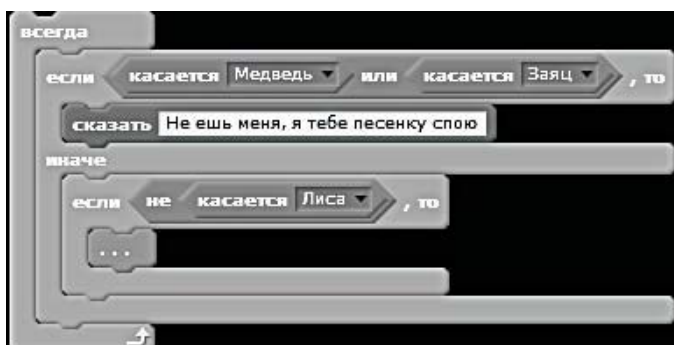 всегда
если касается Медведь или касается Заяц , то
сказать Не ешь меня, я тебе песенку спою
иначе
если не касается Лиса , то
...